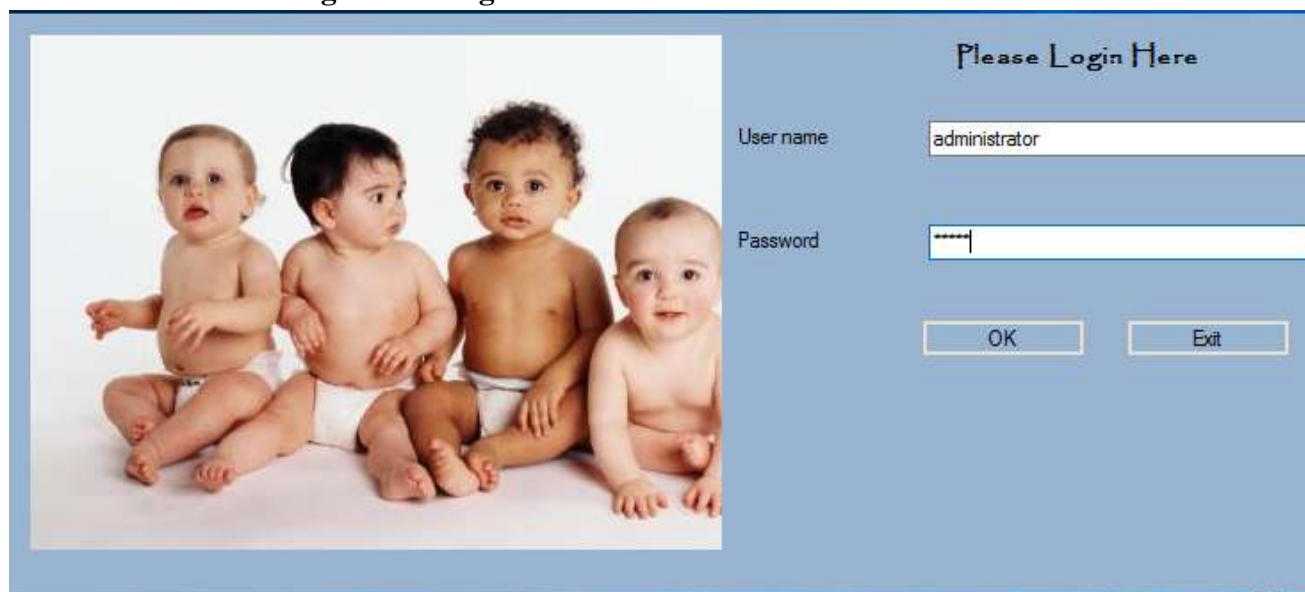 Please Login Here
User name
administrator
Password
*****
OK
Exit